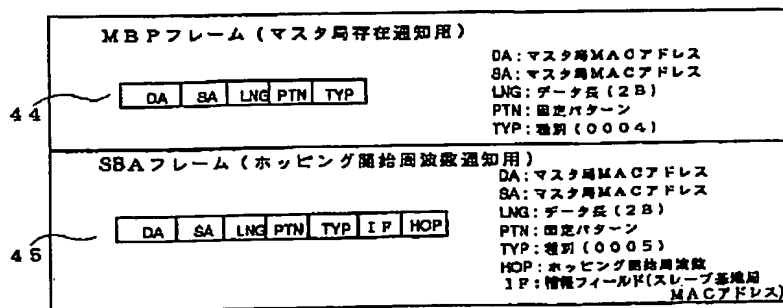 MBPフレーム（マスタ局存在通知用）
DA：マスタ局MACアドレス
SA：マスタ局MACアドレス
LNG：データ長（2B）
PTN：固定パターン
TYP：種別（0004）
44
DA SA LNG PTN TYP
SBAフレーム（ホッピング開始周波数通知用）
DA：マスタ局MACアドレス
SA：マスタ局MACアドレス
LNG：データ長（2B）
PTN：固定パターン
TYP：種別（0005）
HOP：ホッピング開始周波数
IF：情報フィールド（スレーブ基地局
MACアドレス）
45
DA SA LNG PTN TYP IF HOP